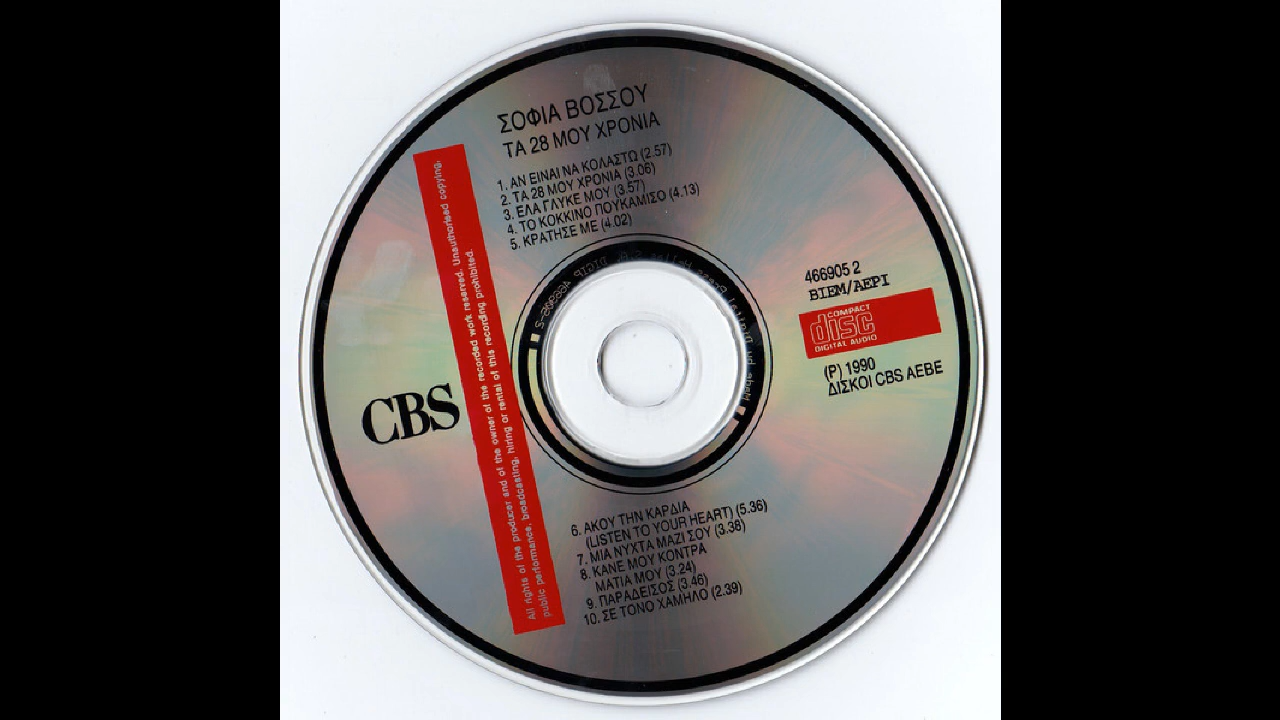 ΣΟΦΙΑ ΒΟΣΣΟΥ
ΤΑ 28 ΜΟΥ ΧΡΟΝΙΑ
1. ΑΝ ΕΙΝΑΙ ΝΑ ΚΟΛΑΣΤΩ (2.57)
2. ΤΑ 28 ΜΟΥ ΧΡΟΝΙΑ (3.06)
3. ΕΛΑ ΓΛΥΚΕ ΜΟΥ (3.57)
4. ΤΟ ΚΟΚΚΙΝΟ ΠΟΥΚΑΜΙΣΟ (4.13)
5. ΚΡΑΤΗΣΕ ΜΕ (4.02)
All rights of the producer and of the owner of the recorded work reserved. Unauthorised copying,
public performance, broadcasting, hiring or rental of this recording prohibited.
CBS
466905 2
BIEM/AEPI
COMPACT
disc
DIGITAL AUDIO
(P) 1990
ΔΙΣΚΟΙ CBS AEBE
6. ΑΚΟΥ ΤΗΝ ΚΑΡΔΙΑ
(LISTEN TO YOUR HEART) (5.36)
7. ΜΙΑ ΝΥΧΤΑ ΜΑΖΙ ΣΟΥ (3.38)
8. ΚΑΝΕ ΜΟΥ ΚΟΝΤΡΑ
ΜΑΤΙΑ ΜΟΥ (3.24)
9. ΠΑΡΑΔΕΙΣΟΣ (3.46)
10. ΣΕ ΤΟΝΟ ΧΑΜΗΛΟ (2.39)